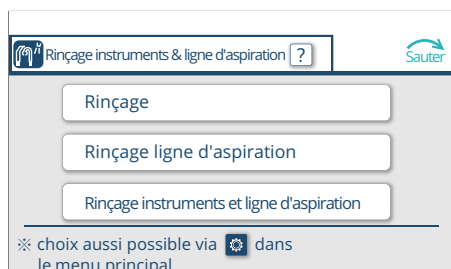 Rinçage instruments & ligne d'aspiration ?
Sauter
Rinçage
Rinçage ligne d'aspiration
Rinçage instruments et ligne d'aspiration
※ choix aussi possible via dans
le menu principal